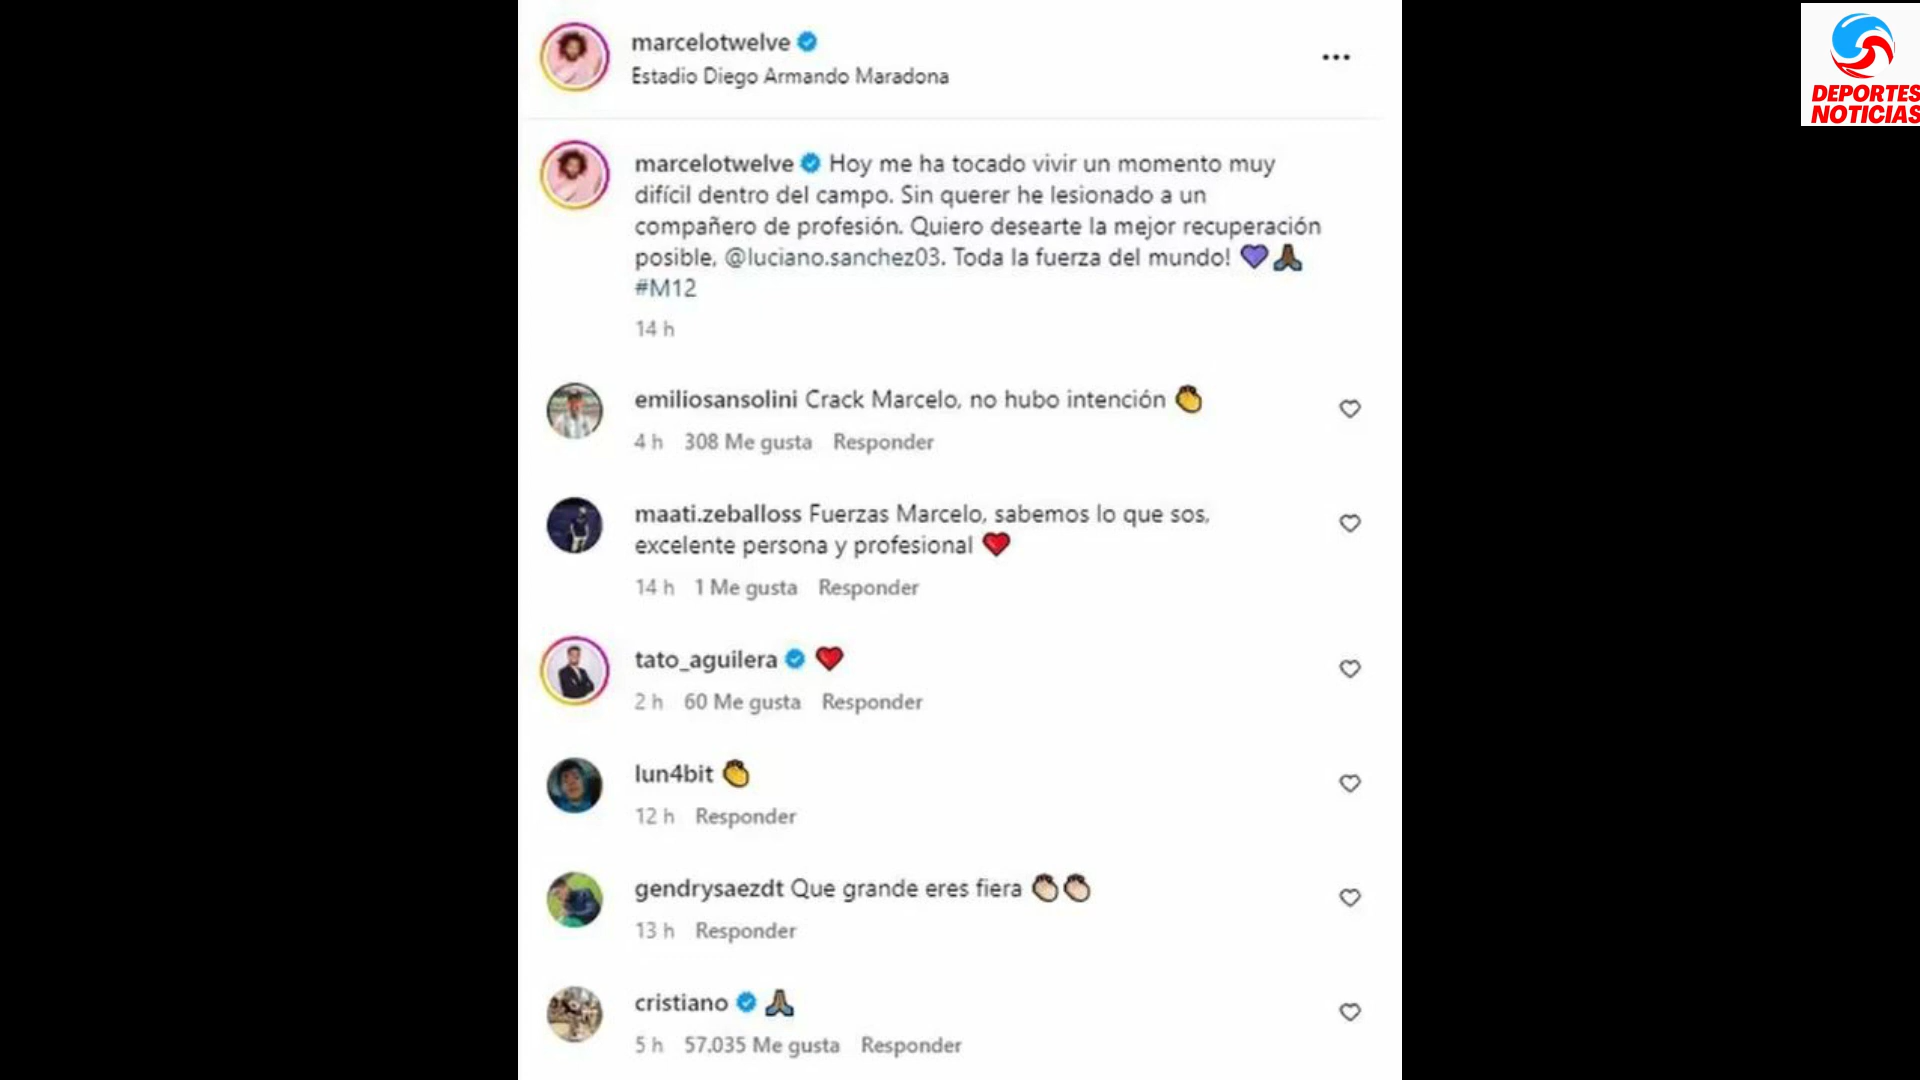 marcelotwelve
Estadio Diego Armando Maradona
DEPORTES
NOTICIAS
marcelotwelve Hoy me ha tocado vivir un momento muy
difícil dentro del campo. Sin querer he lesionado a un
compañero de profesión. Quiero desearte la mejor recuperación
posible, @luciano.sanchez03. Toda la fuerza del mundo! 💜🙏🏾
#M12
14 h
emiliosansolini Crack Marcelo, no hubo intención 👏
4 h 308 Me gusta Responder
maati.zeballoss Fuerzas Marcelo, sabemos lo que sos,
excelente persona y profesional ❤️
14 h 1 Me gusta Responder
tato_aguilera ❤️
2 h 60 Me gusta Responder
lun4bit 👏
12 h Responder
gendrysaezdt Que grande eres fiera 👏🏻👏🏻
13 h Responder
cristiano 🙏🏽
5 h 57.035 Me gusta Responder